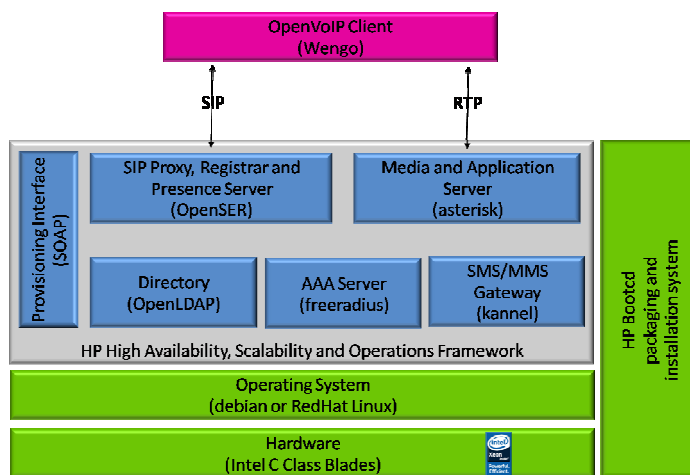 OpenVoIP Client
(Wengo)
SIP
RTP
Provisioning Interface
(SOAP)
SIP Proxy, Registrar and
Presence Server
(OpenSER)
Media and Application
Server
(asterisk)
Directory
(OpenLDAP)
AAA Server
(freeradius)
SMS/MMS
Gateway
(kannel)
HP High Availability, Scalability and Operations Framework
HP Bootcd
packaging and
installation system
Operating System
(debian or RedHat Linux)
Hardware
(Intel C Class Blades)
intel
Xeon
Powerful.
Efficient.